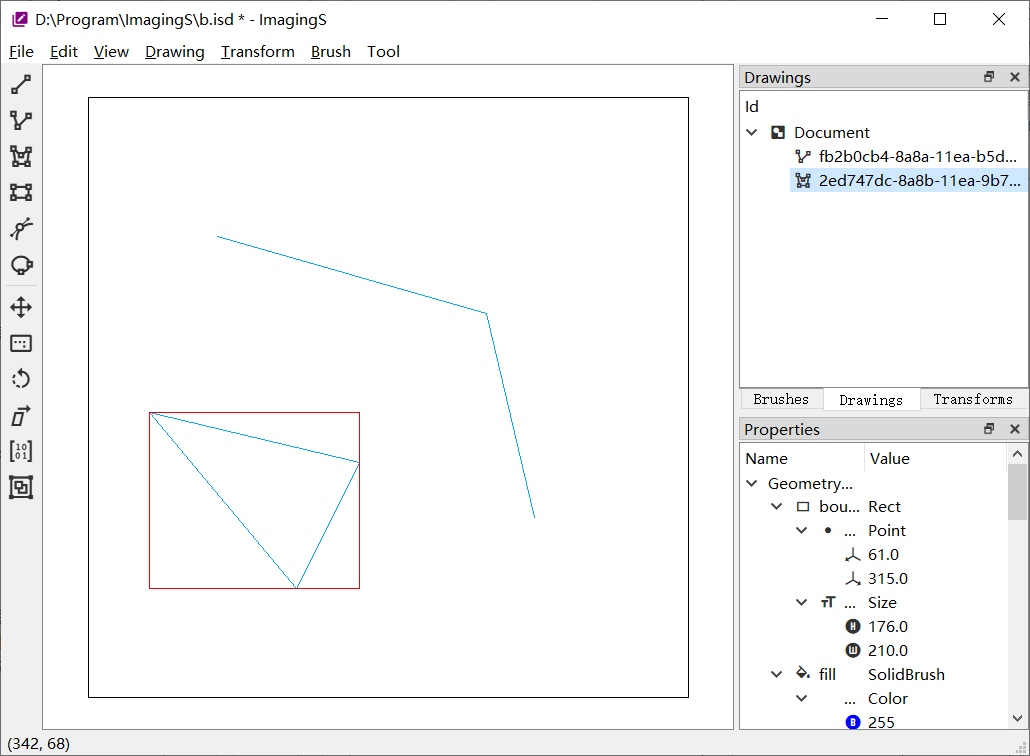 D:\Program\ImagingS\b.isd * - ImagingS
File Edit View Drawing Transform Brush Tool
Drawings
Id
Document
fb2b0cb4-8a8a-11ea-b5d...
2ed747dc-8a8b-11ea-9b7...
Brushes Drawings Transforms
Properties
Name Value
Geometry...
bou... Rect
... Point
61.0
315.0
... Size
H 176.0
W 210.0
fill SolidBrush
... Color
B 255
10
01
(342, 68)